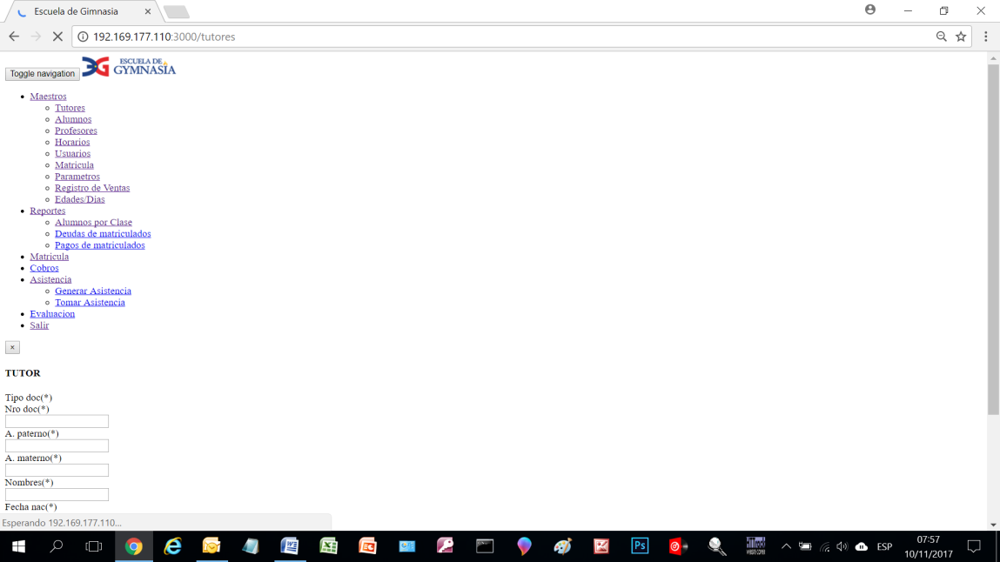 Escuela de Gimnasia
192.169.177.110:3000/tutores
Toggle navigation
ESCUELA DE
GYMNASIA
Maestros
Tutores
Alumnos
Profesores
Horarios
Usuarios
Matricula
Parametros
Registro de Ventas
Edades/Dias
Reportes
Alumnos por Clase
Deudas de matriculados
Pagos de matriculados
Matricula
Cobros
Asistencia
Generar Asistencia
Tomar Asistencia
Evaluacion
Salir
x
TUTOR
Tipo doc(*)
Nro doc(*)
A. paterno(*)
A. materno(*)
Nombres(*)
Fecha nac(*)
Esperando 192.169.177.110...
Ps
ESP
07:57
10/11/2017